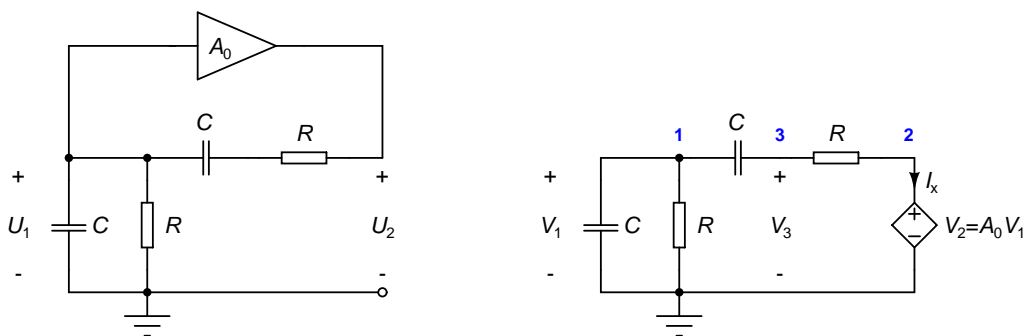 A0
C
R
+
+
U1
C
R
U2
-
-
1
C
3
R
2
+
+
Ix
V1
C
R
V3
+
-
V2=A0V1
-
-